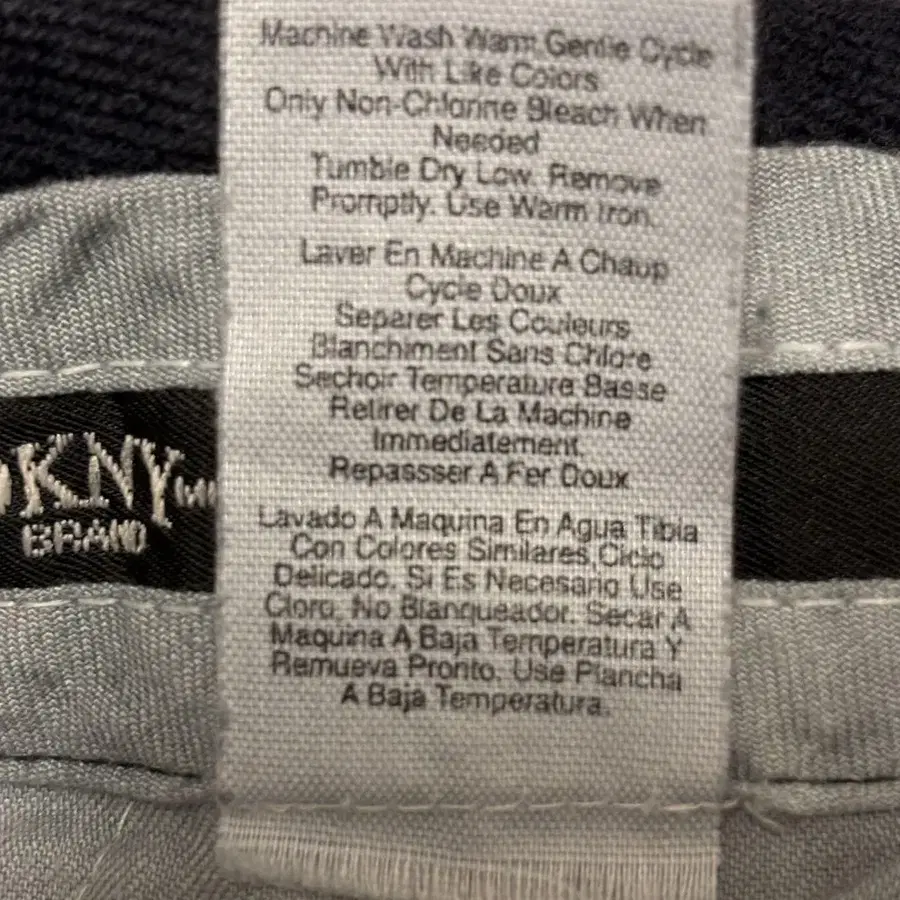 Machine Wash Warm Gentle Cycle
With Like Colors
Only Non-Chlorine Bleach When
Needed
Tumble Dry Low. Remove
Promptly. Use Warm Iron.
Laver En Machine A Chaup
Cycle Doux
Separer Les Couleurs
Blanchiment Sans Chlore
Sechoir Temperature Basse
Retirer De La Machine
Immediatement.
Repassser A Fer Doux
KNY
BRAND
Lavado A Maquina En Agua Tibia
Con Colores Similares,Ciclo
Delicado. Si Es Necesario Use
Cloro, No Blanqueador. Secar A
Maquina A Baja Temperatura Y
Remueva Pronto. Use Plancha
A Baja Temperatura.